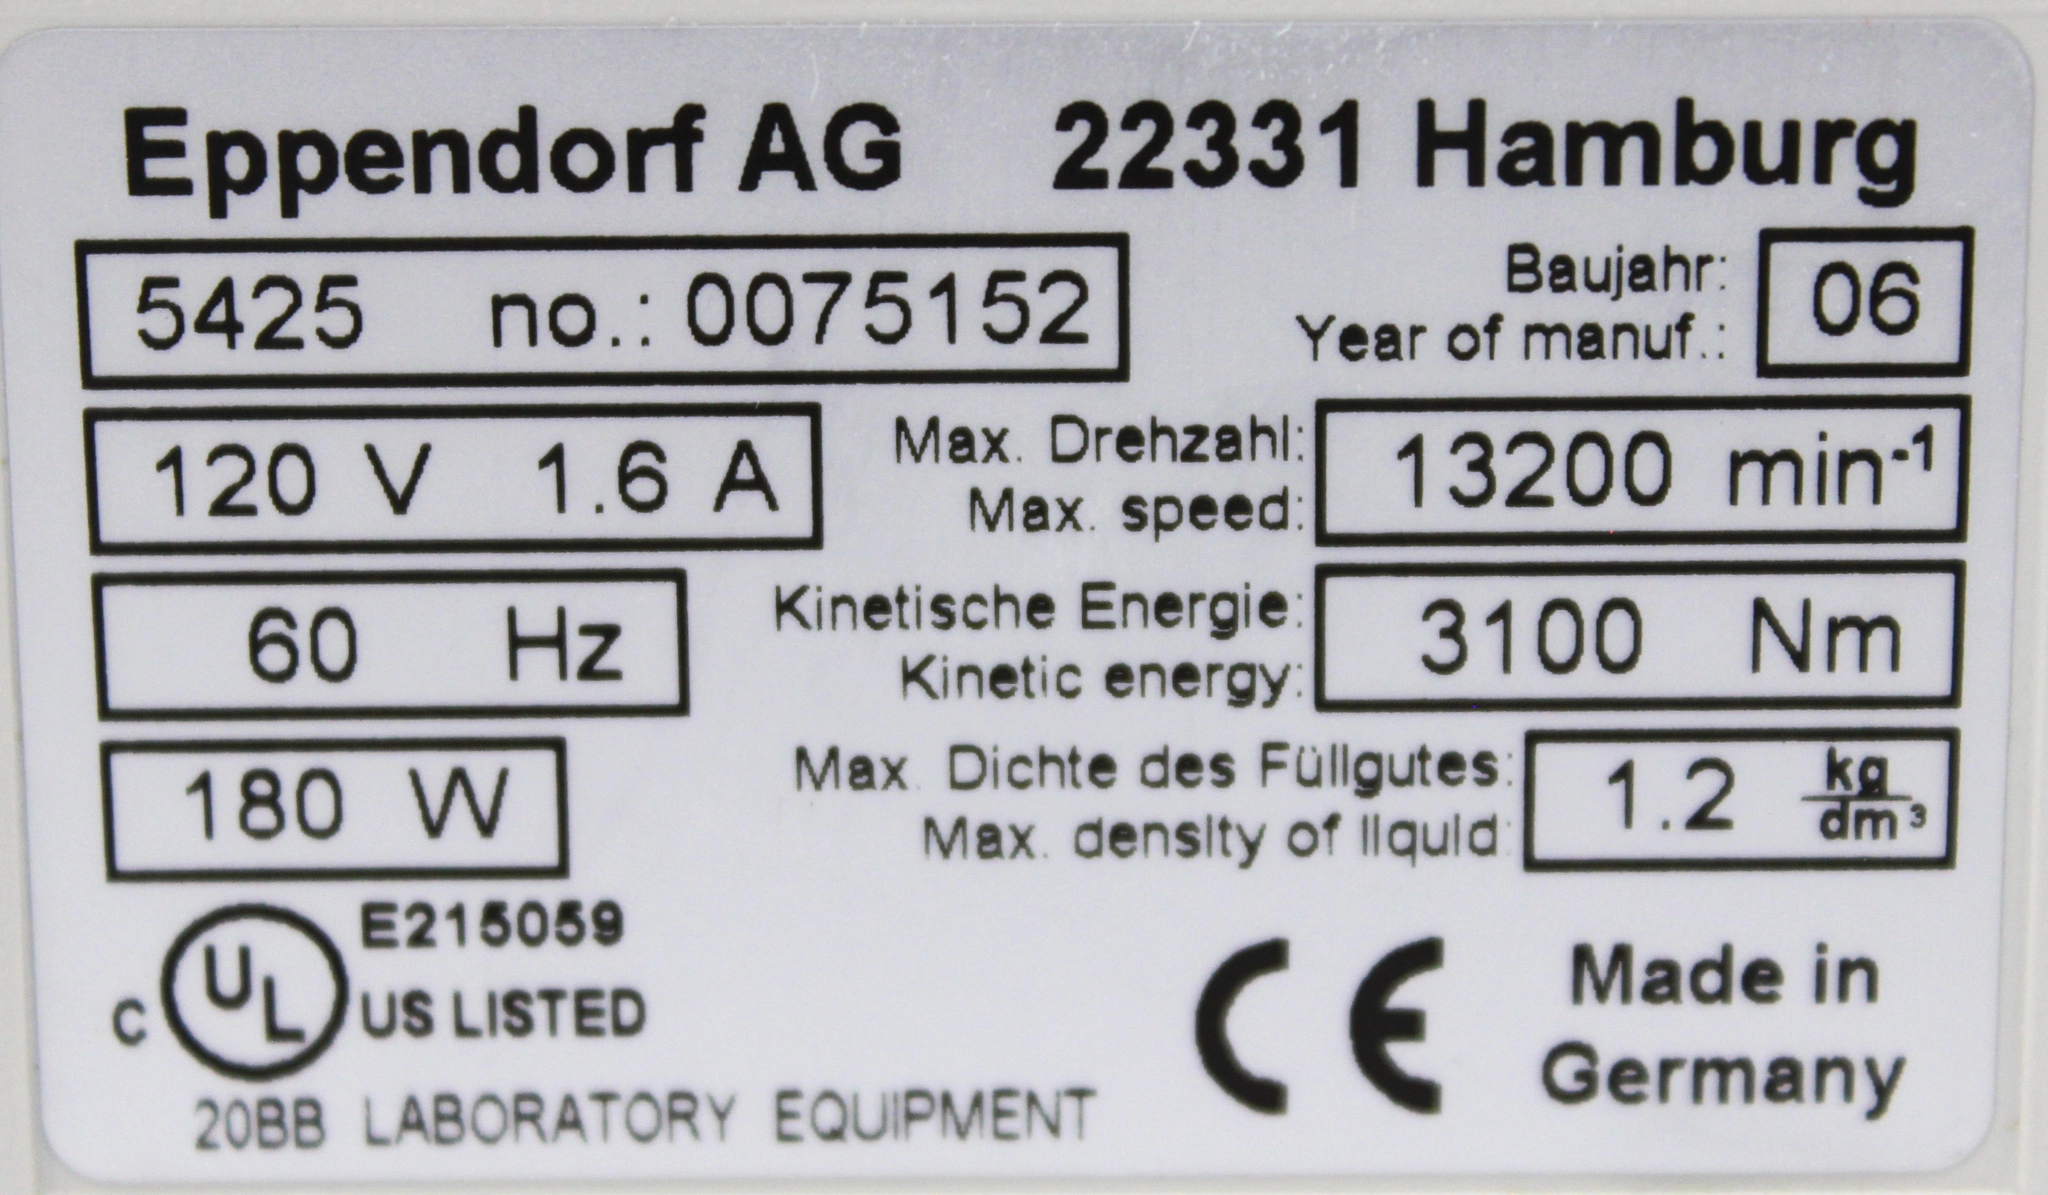 Eppendorf AG 22331 Hamburg
5425 no.: 0075152
Baujahr:
Year of manuf.:
06
120 V 1.6 A
Max. Drehzahl:
Max. speed:
13200 min⁻¹
60 Hz
Kinetische Energie:
Kinetic energy:
3100 Nm
180 W
Max. Dichte des Füllgutes:
Max. density of liquid:
1.2 kg/dm³
E215059
c UL US LISTED
20BB LABORATORY EQUIPMENT
CE
Made in
Germany